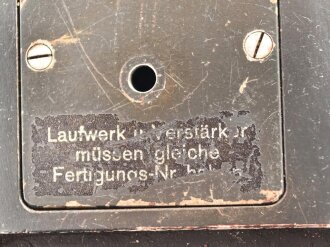 Laufwerk u. Verstärker
müssen gleiche
Fertigungs-Nr.